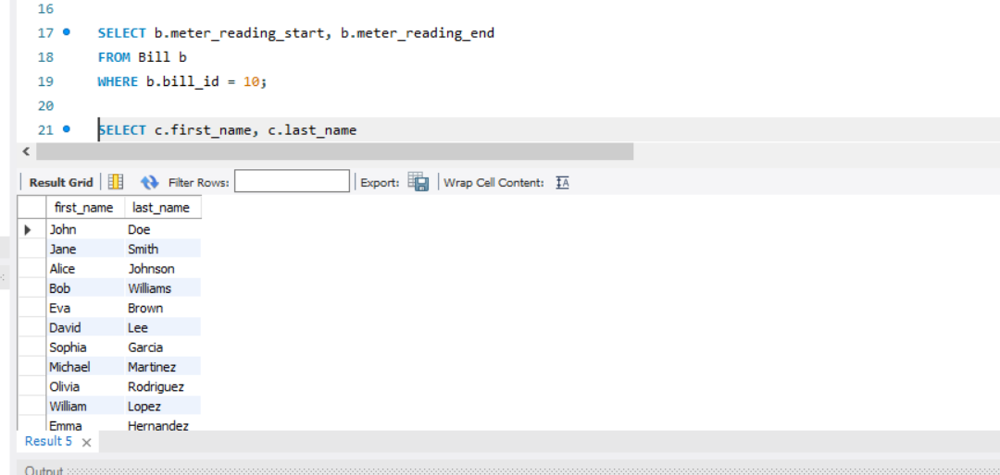 16
17 SELECT b.meter_reading_start, b.meter_reading_end
18 FROM Bill b
19 WHERE b.bill_id = 10;
20
21 SELECT c.first_name, c.last_name
Result Grid Filter Rows: Export: Wrap Cell Content: IA
first_name last_name
John Doe
Jane Smith
Alice Johnson
Bob Williams
Eva Brown
David Lee
Sophia Garcia
Michael Martinez
Olivia Rodriguez
William Lopez
Emma Hernandez
Result 5 ×
Output